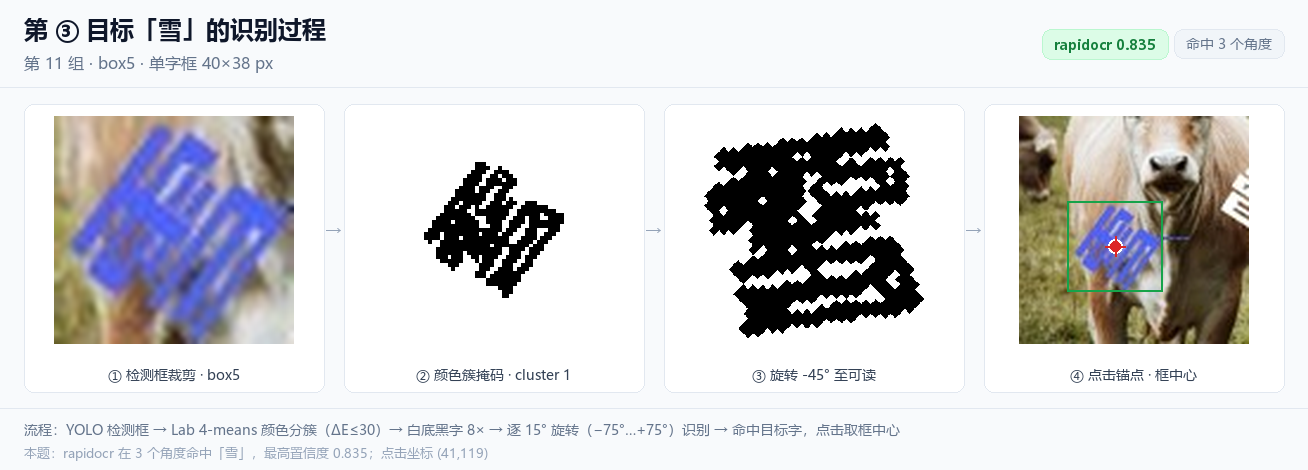 第 ③ 目标「雪」的识别过程
第 11 组 · box5 · 单字框 40×38 px
rapidocr 0.835
命中 3 个角度
① 检测框裁剪 · box5
→
② 颜色簇掩码 · cluster 1
→
③ 旋转 -45° 至可读
→
④ 点击锚点 · 框中心
流程：YOLO 检测框 → Lab 4-means 颜色分簇（ΔE≤30）→ 白底黑字 8× → 逐 15° 旋转（−75°…+75°）识别 → 命中目标字，点击取框中心
本题：rapidocr 在 3 个角度命中「雪」，最高置信度 0.835；点击坐标 (41,119)